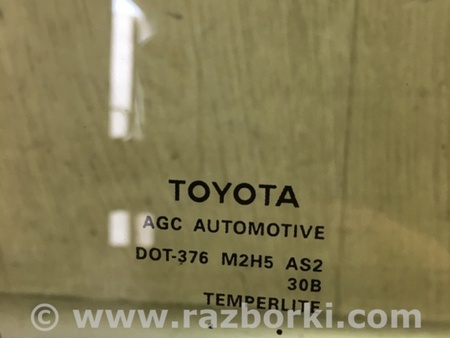 TOYOTA
AGC AUTOMOTIVE
DOT-376 M2H5 AS2
30B
TEMPERLITE
© www.razborki.com